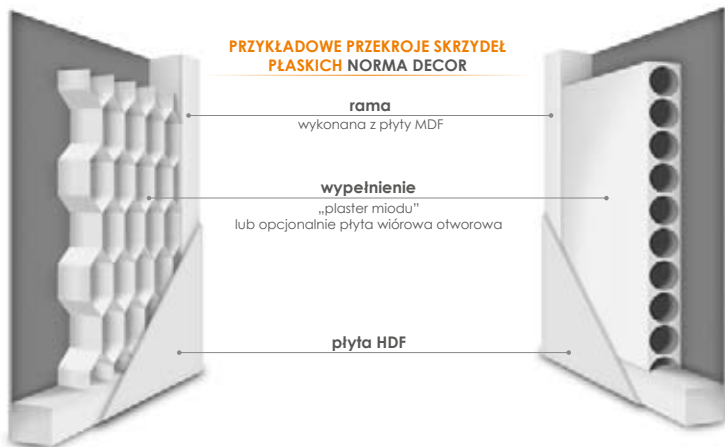 PRZYKŁADOWE PRZEKROJE SKRZYDEŁ
PŁASKICH NORMA DECOR
rama
wykonana z płyty MDF
wypełnienie
„plaster miodu”
lub opcjonalnie płyta wiórowa otworowa
płyta HDF